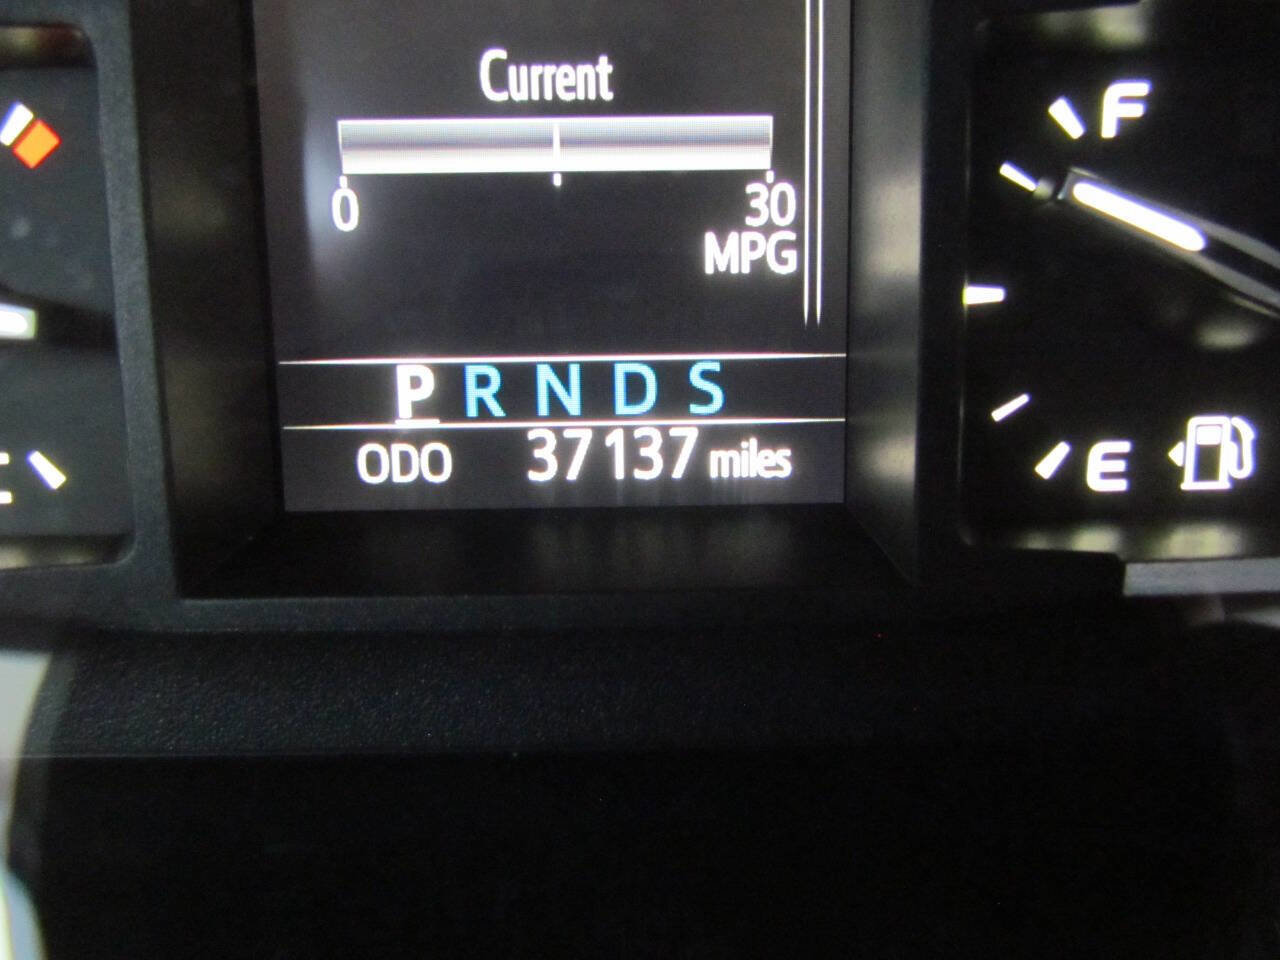 Current
0 30
MPG
P R N D S
ODO 37137 miles
F
E